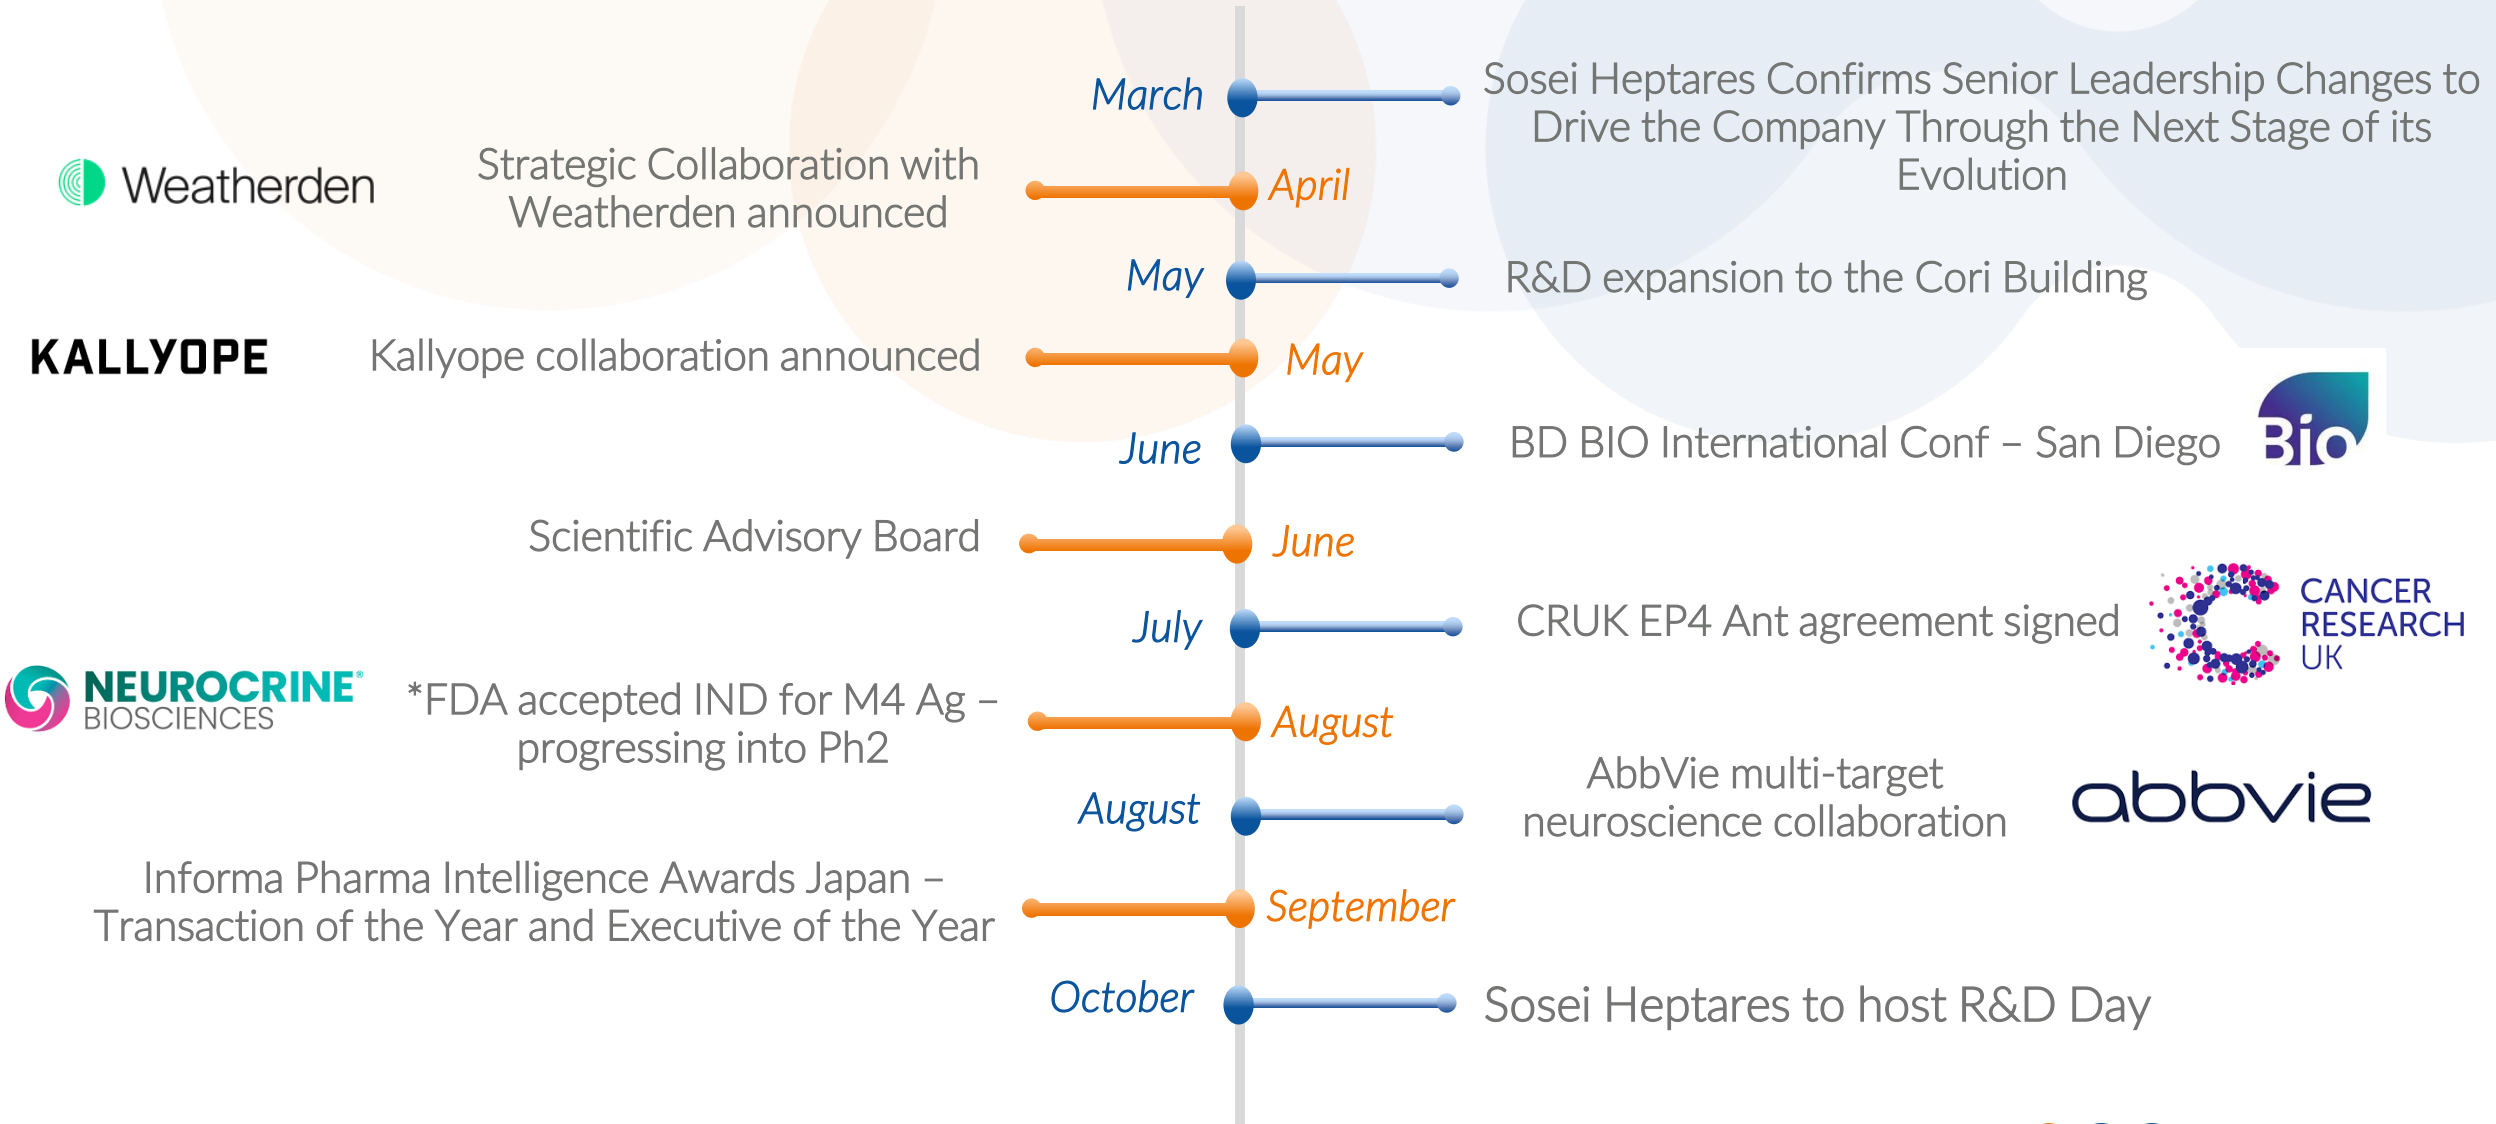 March
Sosei Heptares Confirms Senior Leadership Changes to
Drive the Company Through the Next Stage of its
Evolution
Weatherden
Strategic Collaboration with
Weatherden announced
April
May
R&D expansion to the Cori Building
KALLYOPE
Kallyope collaboration announced
May
June
BD BIO International Conf – San Diego
Bio
Scientific Advisory Board
June
July
CRUK EP4 Ant agreement signed
CANCER
RESEARCH
UK
NEUROCRINE®
BIOSCIENCES
*FDA accepted IND for M4 Ag –
progressing into Ph2
August
August
AbbVie multi-target
neuroscience collaboration
abbvie
Informa Pharma Intelligence Awards Japan –
Transaction of the Year and Executive of the Year
September
October
Sosei Heptares to host R&D Day